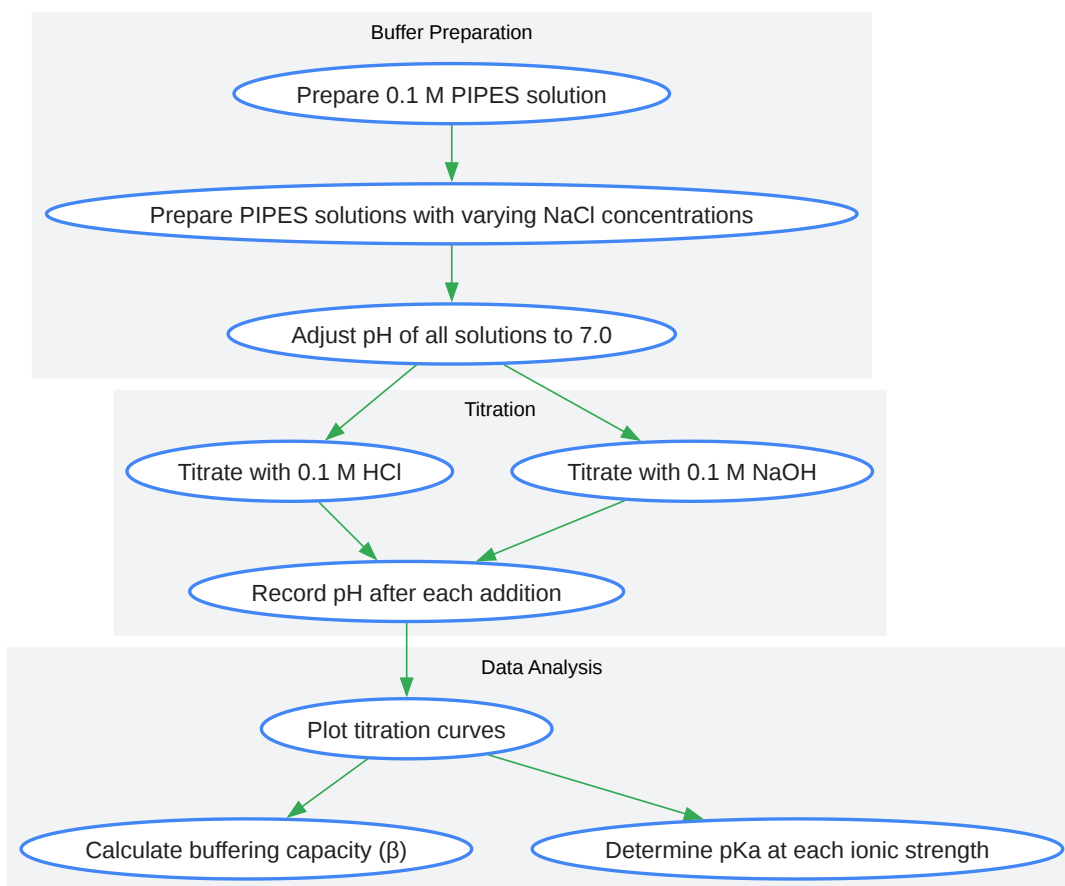 Buffer Preparation
Prepare 0.1 M PIPES solution
Prepare PIPES solutions with varying NaCl concentrations
Adjust pH of all solutions to 7.0
Titration
Titrate with 0.1 M HCl
Titrate with 0.1 M NaOH
Record pH after each addition
Data Analysis
Plot titration curves
Calculate buffering capacity (β)
Determine pKa at each ionic strength